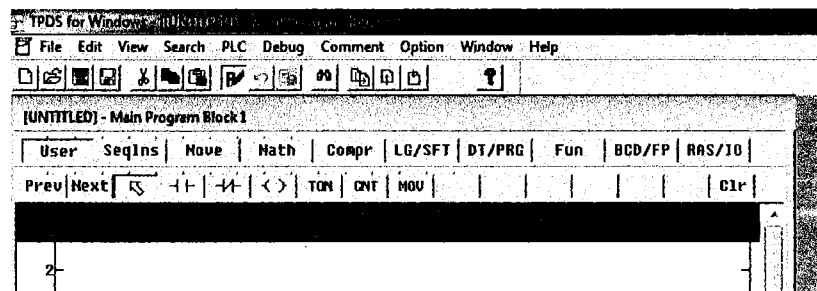 TPDS for Windows - [UNTITLED]
File Edit View Search PLC Debug Comment Option Window Help
[UNTITLED] - Main Program Block 1
User SeqIns Move Math Compr LG/SFT DT/PRG Fun BCD/FP RAS/IO
Prev Next TON CNT MOV Clr
2